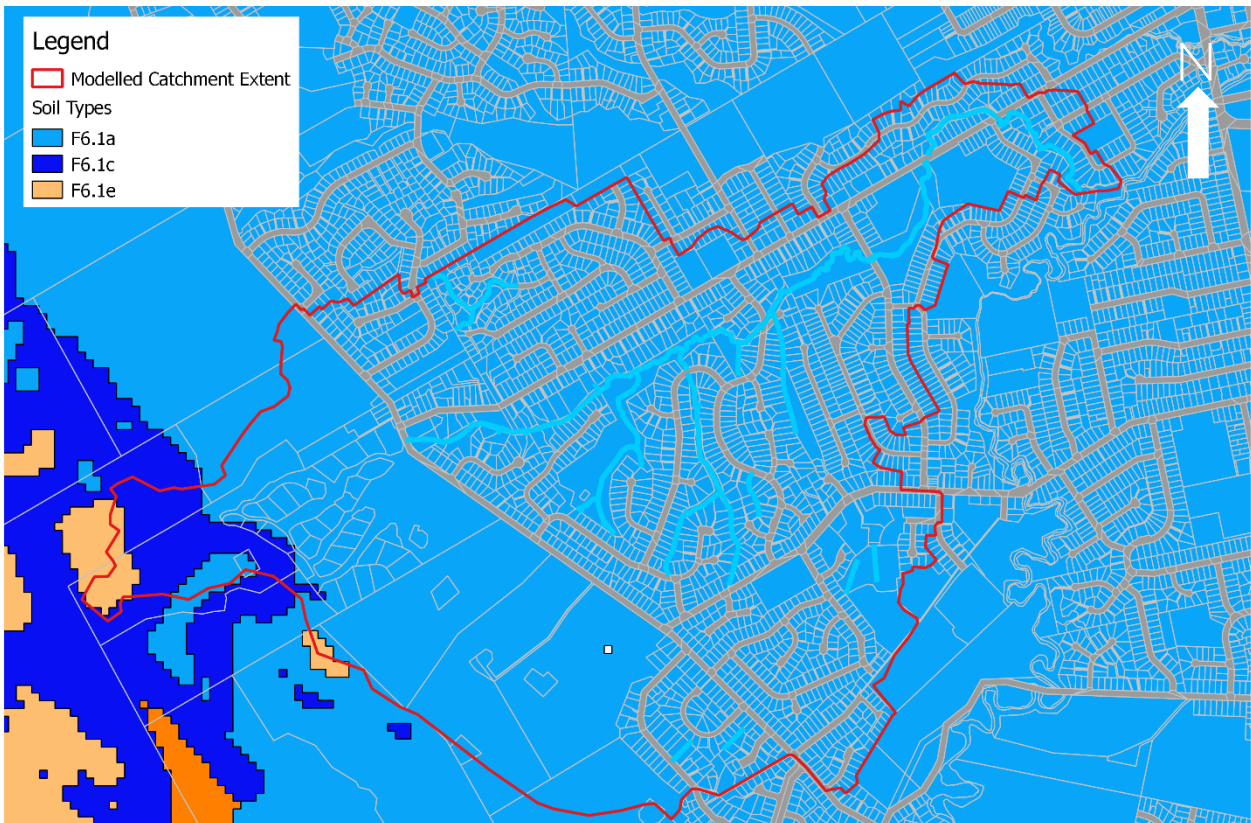 Legend
Modelled Catchment Extent
Soil Types
F6.1a
F6.1c
F6.1e
N